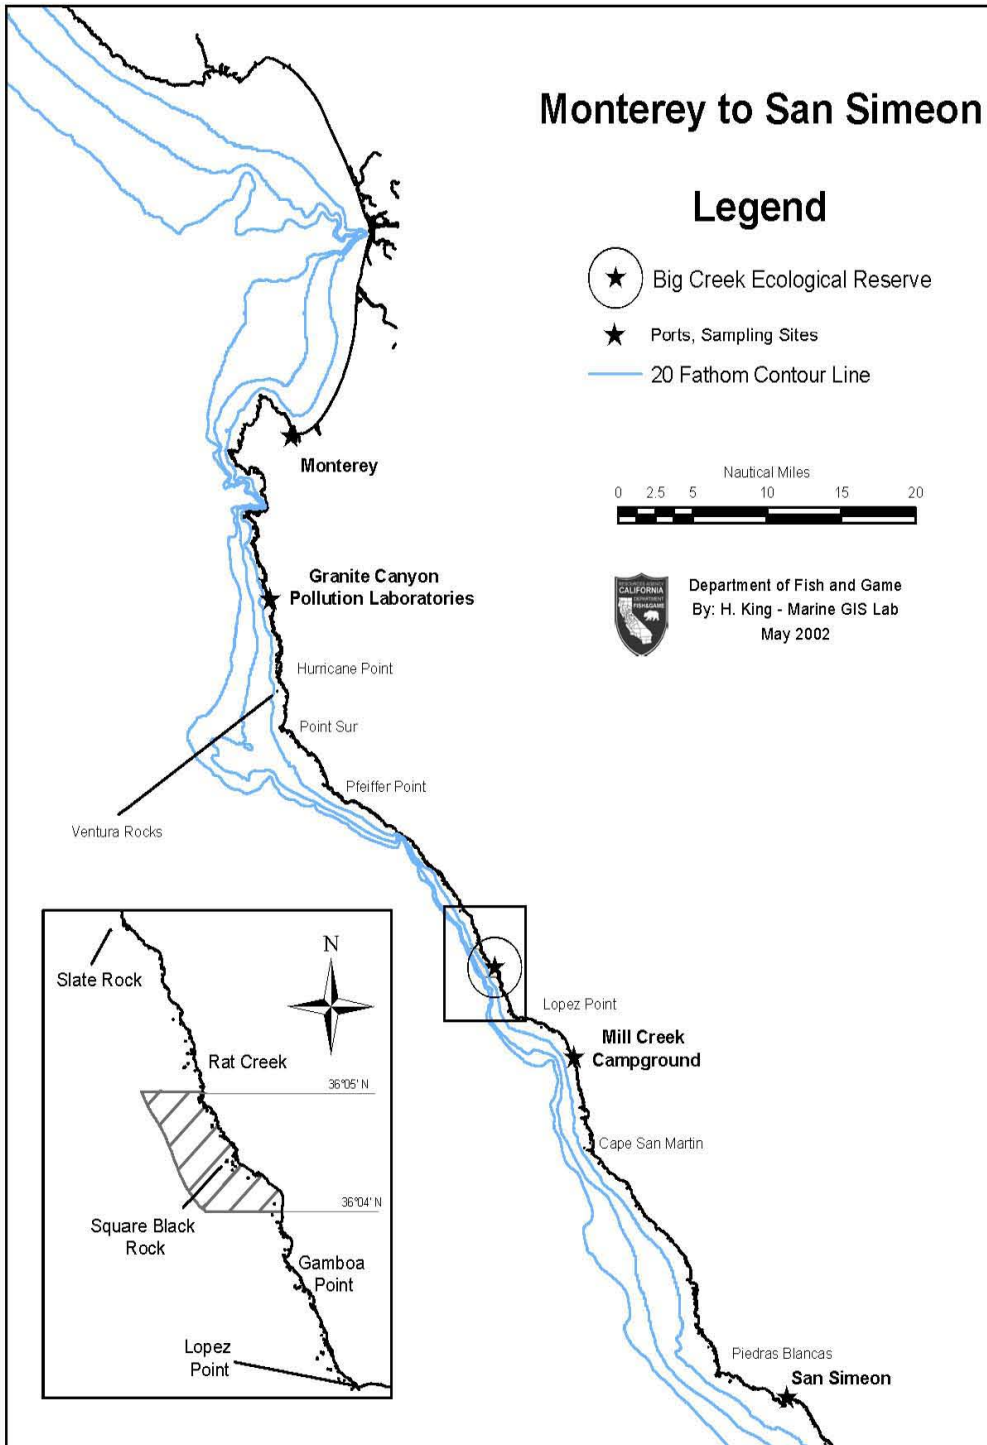 Monterey to San Simeon
Legend
Big Creek Ecological Reserve
Ports, Sampling Sites
20 Fathom Contour Line
Nautical Miles
0 2.5 5 10 15 20
CALIFORNIA
DEPARTMENT
FISH&GAME
Department of Fish and Game
By: H. King - Marine GIS Lab
May 2002
Monterey
Granite Canyon
Pollution Laboratories
Hurricane Point
Point Sur
Pfeiffer Point
Ventura Rocks
Lopez Point
Mill Creek
Campground
Cape San Martin
Piedras Blancas
San Simeon
N
Slate Rock
Rat Creek
36°05' N
36°04' N
Square Black
Rock
Gamboa
Point
Lopez
Point